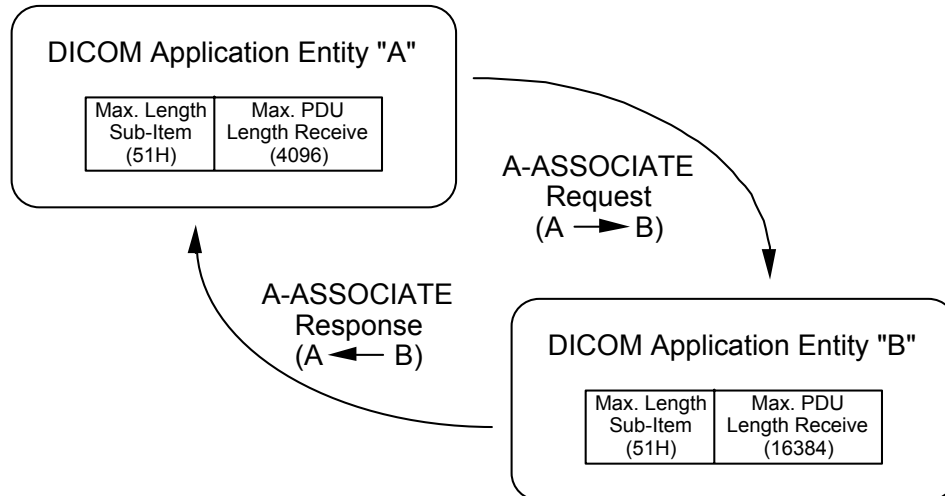 DICOM Application Entity "A"
Max. Length
Sub-Item
(51H)
Max. PDU
Length Receive
(4096)
A-ASSOCIATE
Request
(A → B)
A-ASSOCIATE
Response
(A ← B)
DICOM Application Entity "B"
Max. Length
Sub-Item
(51H)
Max. PDU
Length Receive
(16384)